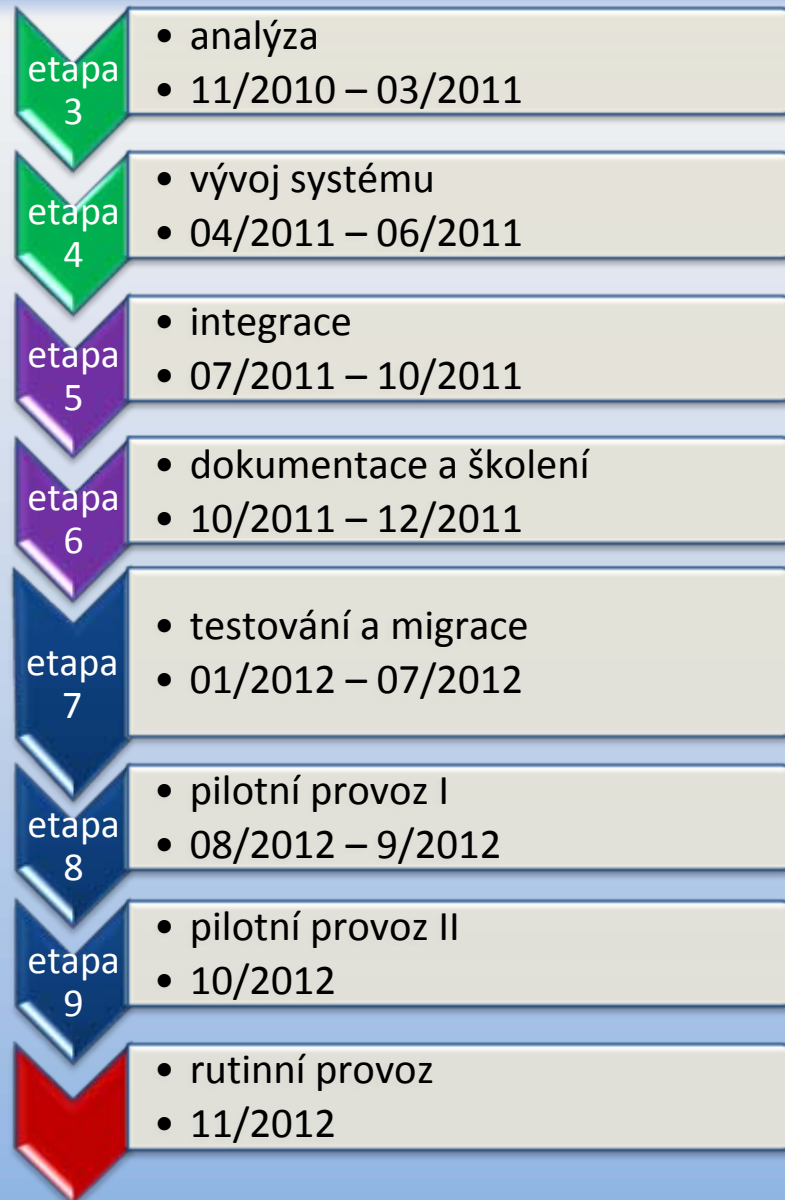 etapa
3
• analýza
• 11/2010 – 03/2011
etapa
4
• vývoj systému
• 04/2011 – 06/2011
etapa
5
• integrace
• 07/2011 – 10/2011
etapa
6
• dokumentace a školení
• 10/2011 – 12/2011
etapa
7
• testování a migrace
• 01/2012 – 07/2012
etapa
8
• pilotní provoz I
• 08/2012 – 9/2012
etapa
9
• pilotní provoz II
• 10/2012
• rutinní provoz
• 11/2012